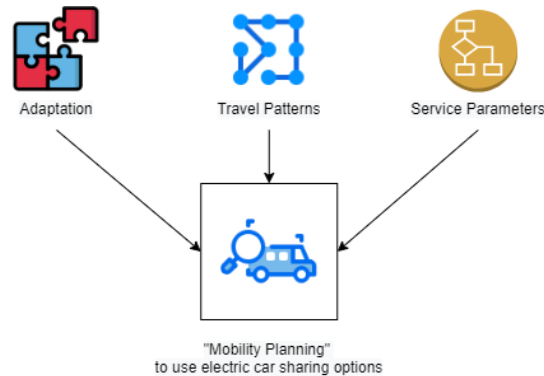 Adaptation
Travel Patterns
Service Parameters
"Mobility Planning"
to use electric car sharing options